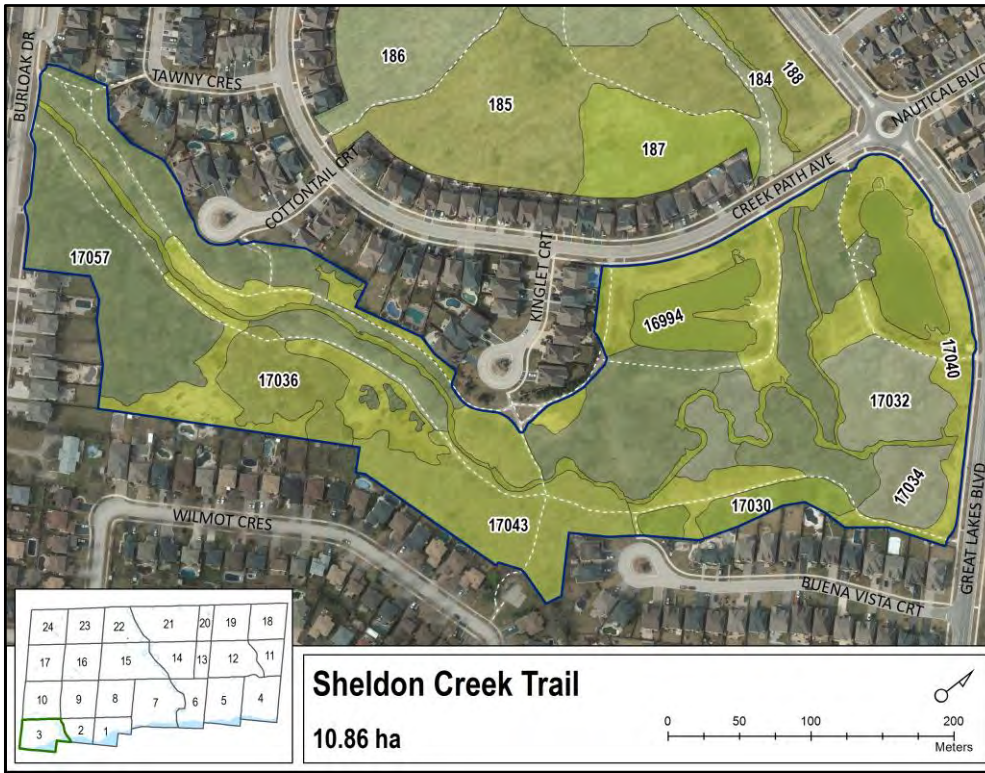 BURLOAK DR
TAWNY CRES
186
185
184
188
187
NAUTICAL BLVD
COTTONTAIL CRT
CREEK PATH AVE
KINGLET CRT
17057
16994
17040
17036
17032
17034
17030
17043
WILMOT CRES
BUENA VISTA CRT
GREAT LAKES BLVD
24 23 22 21 20 19 18
17 16 15 14 13 12 11
10 9 8 7 6 5 4
3 2 1
Sheldon Creek Trail
10.86 ha
0 50 100 200
Meters